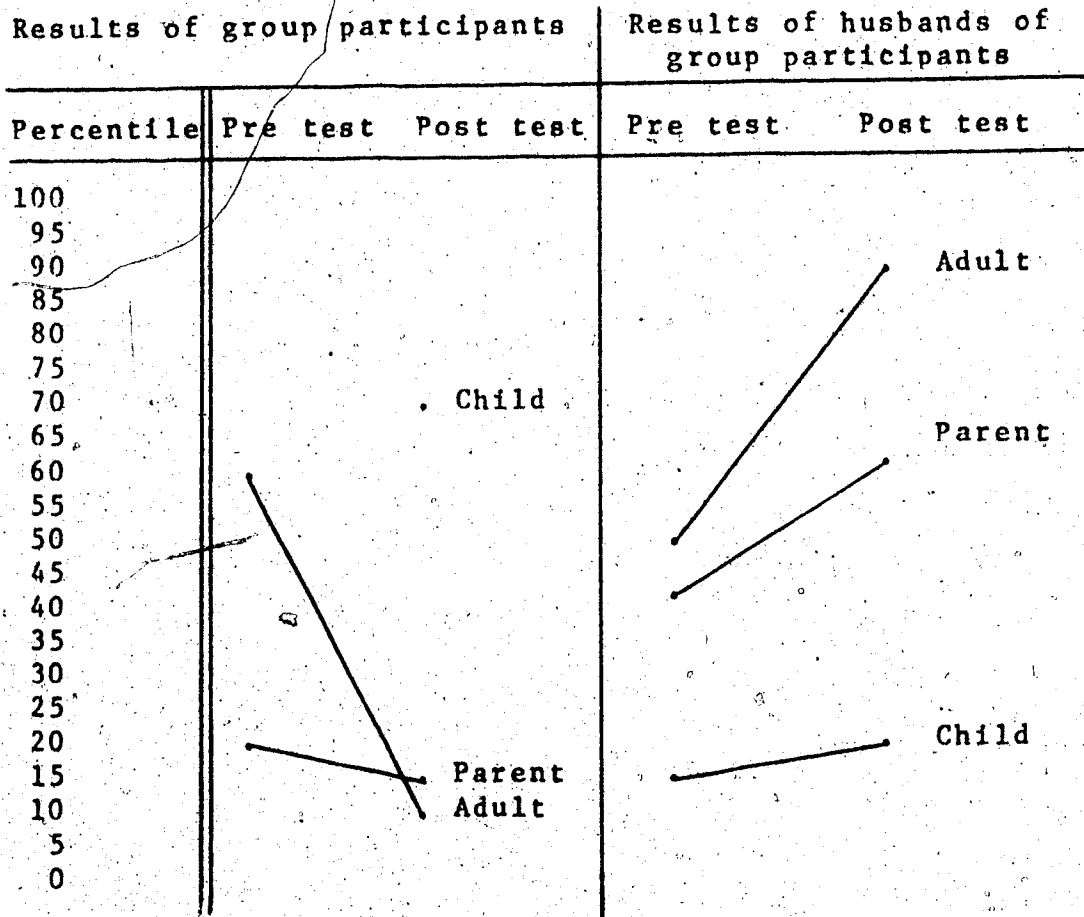 Results of group participants
Results of husbands of
group participants
Percentile Pre test Post test Pre test Post test
100
95
90 Adult
85
80
75
70 Child
65 Parent
60
55
50
45
40
35
30
25
20 Child
15 Parent
10 Adult
5
0